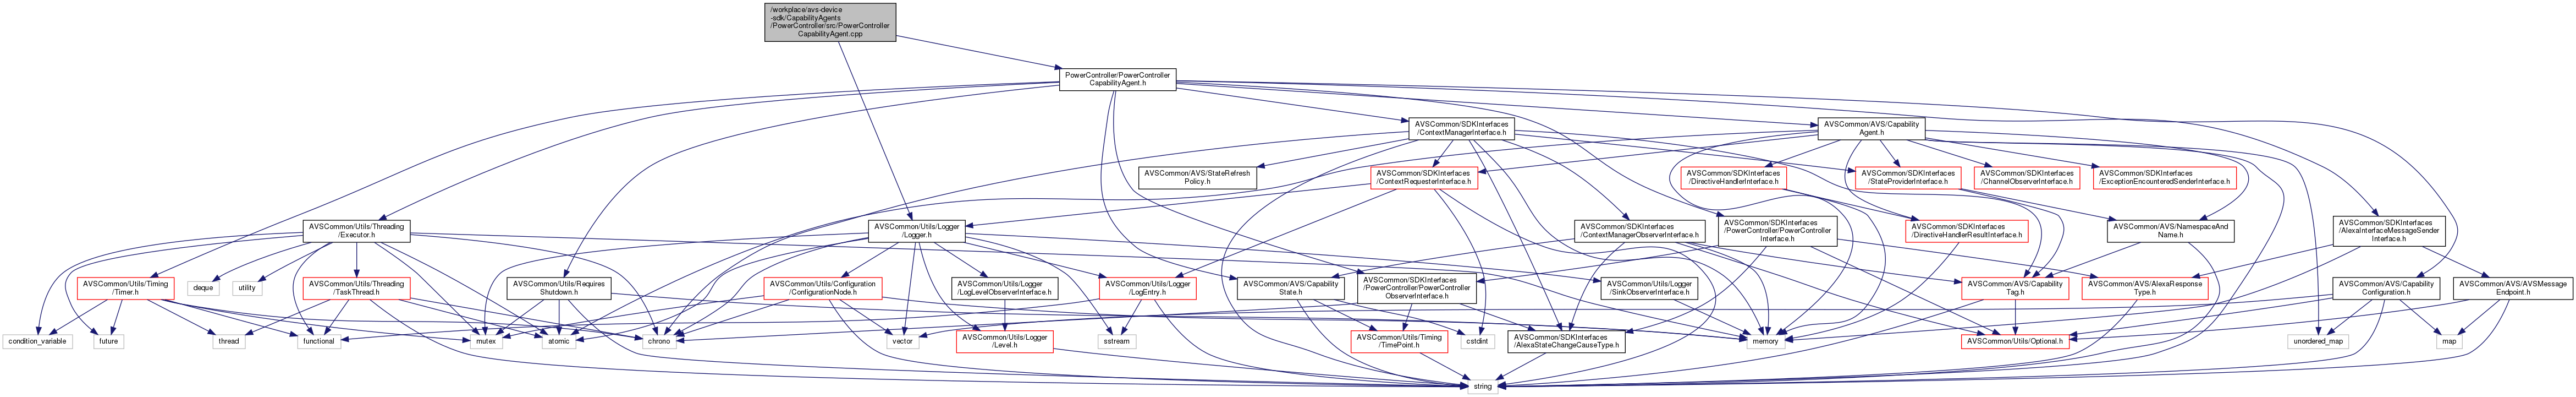 /workplace/avs-device
-sdk/CapabilityAgents
/PowerController/src/PowerController
CapabilityAgent.cpp
PowerController/PowerController
CapabilityAgent.h
AVSCommon/SDKInterfaces
/ContextManagerInterface.h
AVSCommon/AVS/Capability
Agent.h
AVSCommon/AVS/StateRefresh
Policy.h
AVSCommon/SDKInterfaces
/ContextRequesterInterface.h
AVSCommon/SDKInterfaces
/DirectiveHandlerInterface.h
AVSCommon/SDKInterfaces
/StateProviderInterface.h
AVSCommon/SDKInterfaces
/ChannelObserverInterface.h
AVSCommon/SDKInterfaces
/ExceptionEncounteredSenderInterface.h
AVSCommon/Utils/Threading
/Executor.h
AVSCommon/Utils/Logger
/Logger.h
AVSCommon/SDKInterfaces
/ContextManagerObserverInterface.h
AVSCommon/SDKInterfaces
/PowerController/PowerController
Interface.h
AVSCommon/SDKInterfaces
/DirectiveHandlerResultInterface.h
AVSCommon/AVS/NamespaceAnd
Name.h
AVSCommon/SDKInterfaces
/AlexaInterfaceMessageSender
Interface.h
AVSCommon/Utils/Timing
/Timer.h
deque
utility
AVSCommon/Utils/Threading
/TaskThread.h
AVSCommon/Utils/Requires
Shutdown.h
AVSCommon/Utils/Configuration
/ConfigurationNode.h
AVSCommon/Utils/Logger
/LogLevelObserverInterface.h
AVSCommon/Utils/Logger
/LogEntry.h
AVSCommon/AVS/Capability
State.h
AVSCommon/SDKInterfaces
/PowerController/PowerController
ObserverInterface.h
AVSCommon/Utils/Logger
/SinkObserverInterface.h
AVSCommon/AVS/Capability
Tag.h
AVSCommon/AVS/AlexaResponse
Type.h
AVSCommon/AVS/Capability
Configuration.h
AVSCommon/AVS/AVSMessage
Endpoint.h
condition_variable
future
thread
functional
mutex
atomic
chrono
vector
AVSCommon/Utils/Logger
/Level.h
sstream
AVSCommon/Utils/Timing
/TimePoint.h
cstdint
AVSCommon/SDKInterfaces
/AlexaStateChangeCauseType.h
memory
AVSCommon/Utils/Optional.h
unordered_map
map
string